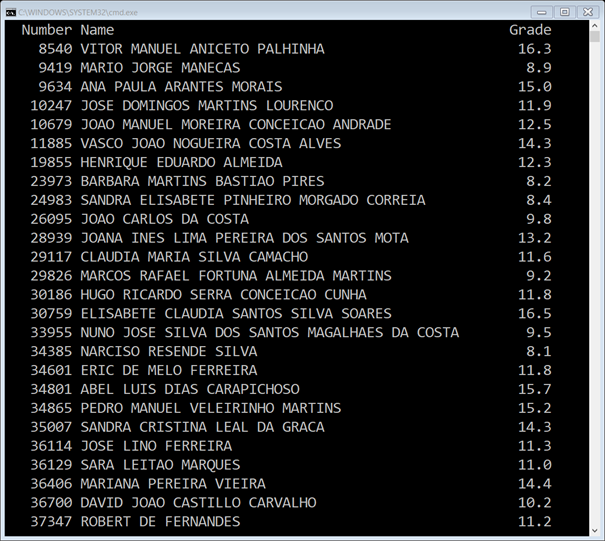 C:\WINDOWS\SYSTEM32\cmd.exe
Number Name Grade
8540 VITOR MANUEL ANICETO PALHINHA 16.3
9419 MARIO JORGE MANECAS 8.9
9634 ANA PAULA ARANTES MORAIS 15.0
10247 JOSE DOMINGOS MARTINS LOURENCO 11.9
10679 JOAO MANUEL MOREIRA CONCEICAO ANDRADE 12.5
11885 VASCO JOAO NOGUEIRA COSTA ALVES 14.3
19855 HENRIQUE EDUARDO ALMEIDA 12.3
23973 BARBARA MARTINS BASTIAO PIRES 8.2
24983 SANDRA ELISABETE PINHEIRO MORGADO CORREIA 8.4
26095 JOAO CARLOS DA COSTA 9.8
28939 JOANA INES LIMA PEREIRA DOS SANTOS MOTA 13.2
29117 CLAUDIA MARIA SILVA CAMACHO 11.6
29826 MARCOS RAFAEL FORTUNA ALMEIDA MARTINS 9.2
30186 HUGO RICARDO SERRA CONCEICAO CUNHA 11.8
30759 ELISABETE CLAUDIA SANTOS SILVA SOARES 16.5
33955 NUNO JOSE SILVA DOS SANTOS MAGALHAES DA COSTA 9.5
34385 NARCISO RESENDE SILVA 8.1
34601 ERIC DE MELO FERREIRA 11.8
34801 ABEL LUIS DIAS CARAPICHOSO 15.7
34865 PEDRO MANUEL VELEIRINHO MARTINS 15.2
35007 SANDRA CRISTINA LEAL DA GRACA 14.3
36114 JOSE LINO FERREIRA 11.3
36129 SARA LEITAO MARQUES 11.0
36406 MARIANA PEREIRA VIEIRA 14.4
36700 DAVID JOAO CASTILLO CARVALHO 10.2
37347 ROBERT DE FERNANDES 11.2